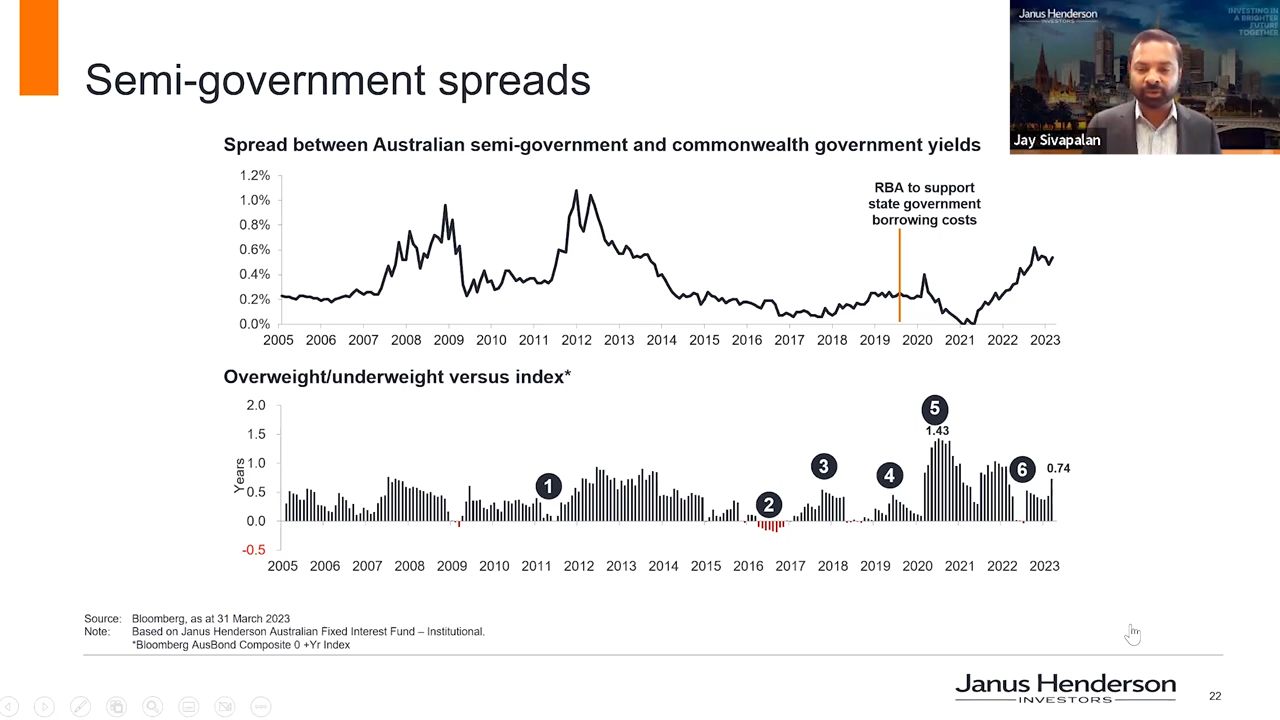 Semi-government spreads
Janus Henderson
INVESTORS
INVESTING IN
A BRIGHTER
FUTURE
TOGETHER
Jay Sivapalan
Spread between Australian semi-government and commonwealth government yields
1.2%
1.0%
0.8%
0.6%
0.4%
0.2%
0.0%
RBA to support
state government
borrowing costs
2005 2006 2007 2008 2009 2010 2011 2012 2013 2014 2015 2016 2017 2018 2019 2020 2021 2022 2023
Overweight/underweight versus index*
Years
2.0
1.5
1.0
0.5
0.0
-0.5
1
2
3
4
5
1.43
6
0.74
2005 2006 2007 2008 2009 2010 2011 2012 2013 2014 2015 2016 2017 2018 2019 2020 2021 2022 2023
Source: Bloomberg, as at 31 March 2023
Note: Based on Janus Henderson Australian Fixed Interest Fund – Institutional.
*Bloomberg AusBond Composite 0 +Yr Index
Janus Henderson
INVESTORS
22